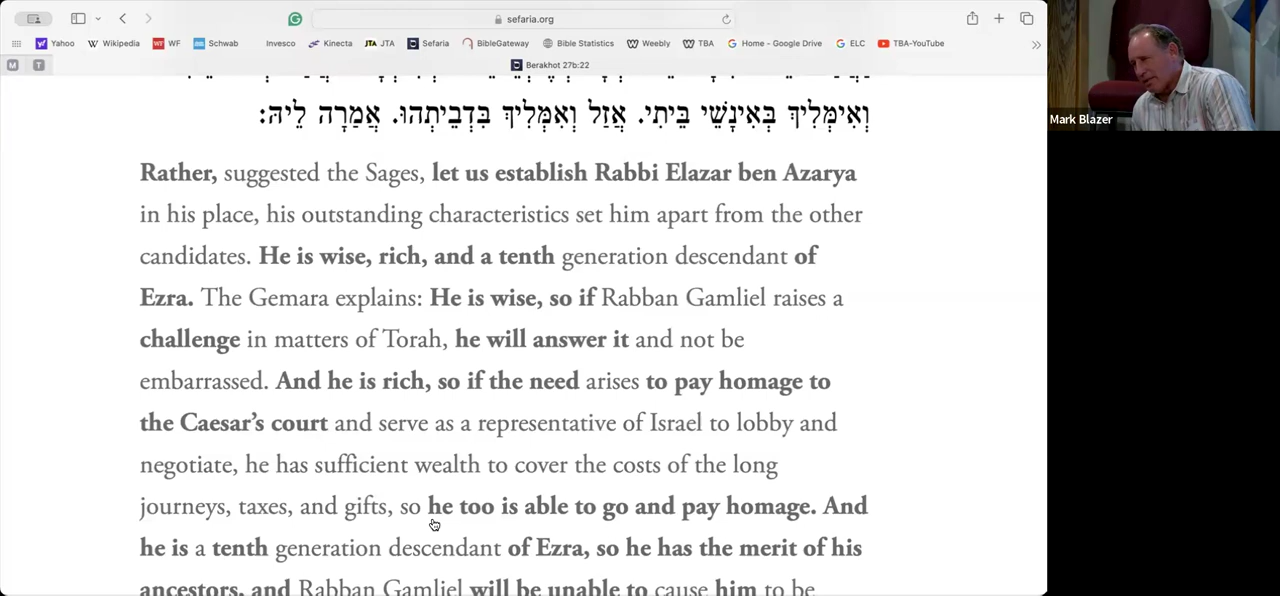 sefaria.org
Yahoo Wikipedia WF Schwab Invesco Kinecta JTA Sefaria BibleGateway Bible Statistics Weebly TBA Home - Google Drive ELC TBA-YouTube
M T Berakhot 27b:22
וְאִימְּלִיךְ בְּאִינָשֵׁי בֵּיתִי. אֲזַל וְאִמְּלִיךְ בִּדְבֵיתְהוּ. אֲמַרָה לֵיהּ:
Rather, suggested the Sages, let us establish Rabbi Elazar ben Azarya
in his place, his outstanding characteristics set him apart from the other
candidates. He is wise, rich, and a tenth generation descendant of
Ezra. The Gemara explains: He is wise, so if Rabban Gamliel raises a
challenge in matters of Torah, he will answer it and not be
embarrassed. And he is rich, so if the need arises to pay homage to
the Caesar’s court and serve as a representative of Israel to lobby and
negotiate, he has sufficient wealth to cover the costs of the long
journeys, taxes, and gifts, so he too is able to go and pay homage. And
he is a tenth generation descendant of Ezra, so he has the merit of his
ancestors, and Rabban Gamliel will be unable to cause him to be
Mark Blazer